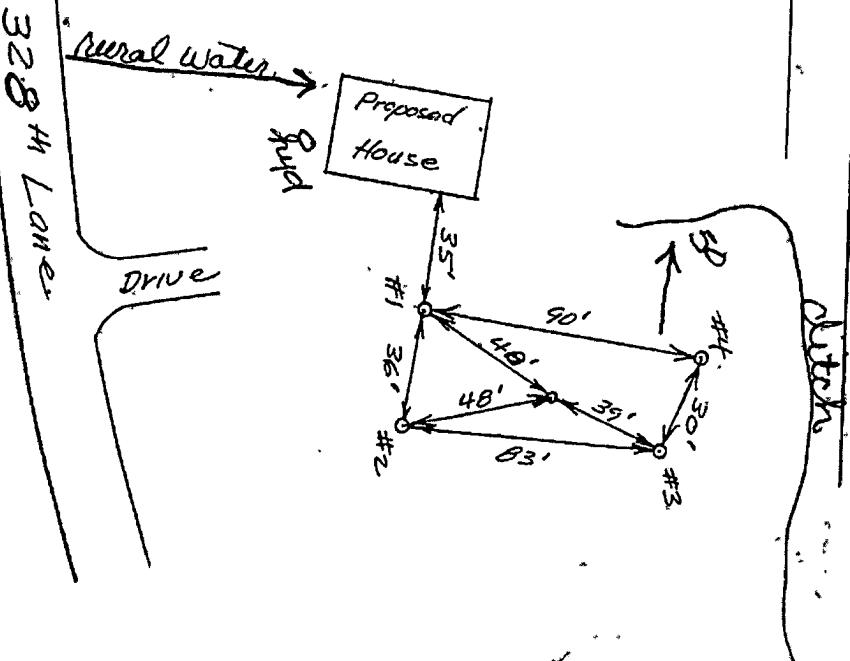 328th Lane
Rural Water
Proposed
House
hyd
35'
Drive
#1
90'
#4
48'
36'
48'
39'
30'
#2
83'
#3
Ditch